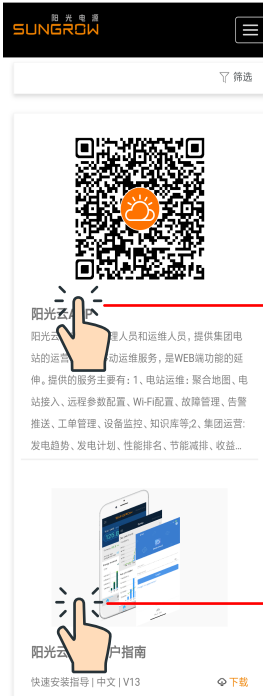 阳光电源
SUNGROW
筛选
阳光云APP
阳光云 理人员和运维人员，提供集团电
站的运营 动运维服务，是WEB端功能的延
伸。提供的服务主要有：1、电站运维：聚合地图、电
站接入、远程参数配置、Wi-Fi配置、故障管理、告警
推送、工单管理、设备监控、知识库等;2、集团运营:
发电趋势、发电计划、性能排名、节能减排、收益...
阳光云 户指南
快速安装指导 | 中文 | V13
下载